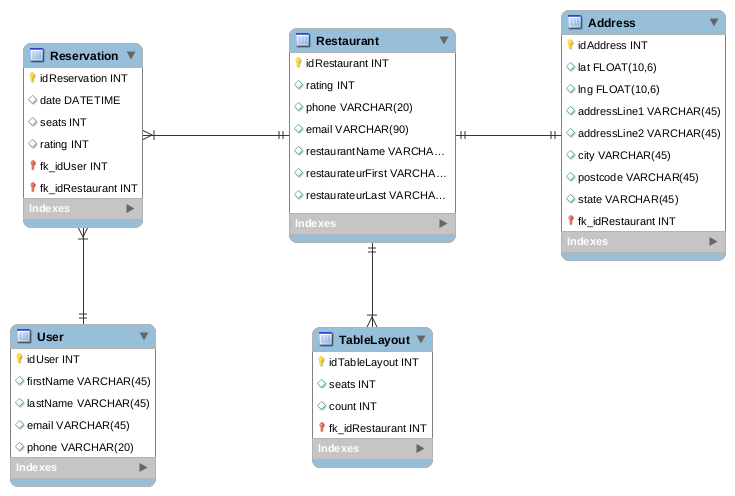 Reservation
idReservation INT
date DATETIME
seats INT
rating INT
fk_idUser INT
fk_idRestaurant INT
Indexes
Restaurant
idRestaurant INT
rating INT
phone VARCHAR(20)
email VARCHAR(90)
restaurantName VARCHA...
restaurateurFirst VARCHA...
restaurateurLast VARCHA...
Indexes
Address
idAddress INT
lat FLOAT(10,6)
lng FLOAT(10,6)
addressLine1 VARCHAR(45)
addressLine2 VARCHAR(45)
city VARCHAR(45)
postcode VARCHAR(45)
state VARCHAR(45)
fk_idRestaurant INT
Indexes
User
idUser INT
firstName VARCHAR(45)
lastName VARCHAR(45)
email VARCHAR(45)
phone VARCHAR(20)
Indexes
TableLayout
idTableLayout INT
seats INT
count INT
fk_idRestaurant INT
Indexes